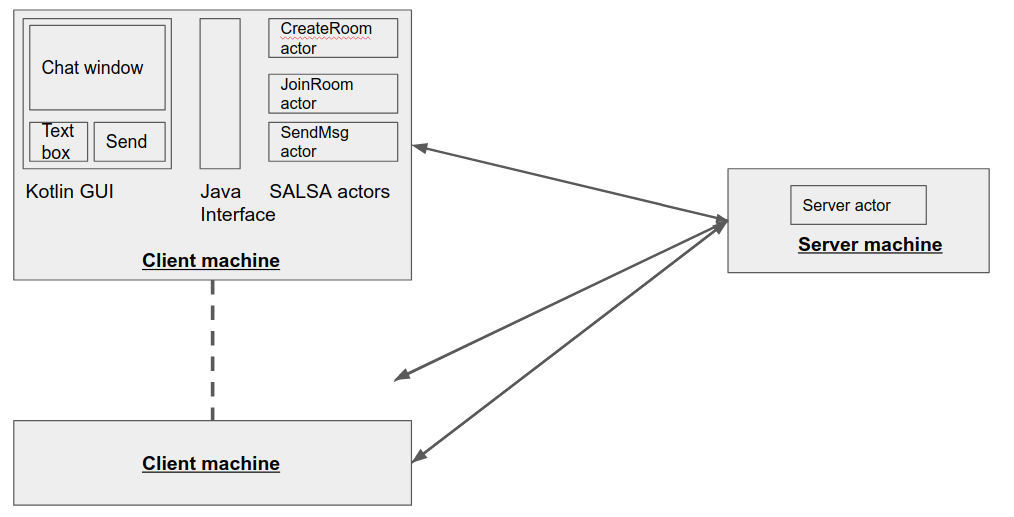 Chat window
Text
box
Send
Kotlin GUI
Java
Interface
CreateRoom
actor
JoinRoom
actor
SendMsg
actor
SALSA actors
Client machine
Server actor
Server machine
Client machine